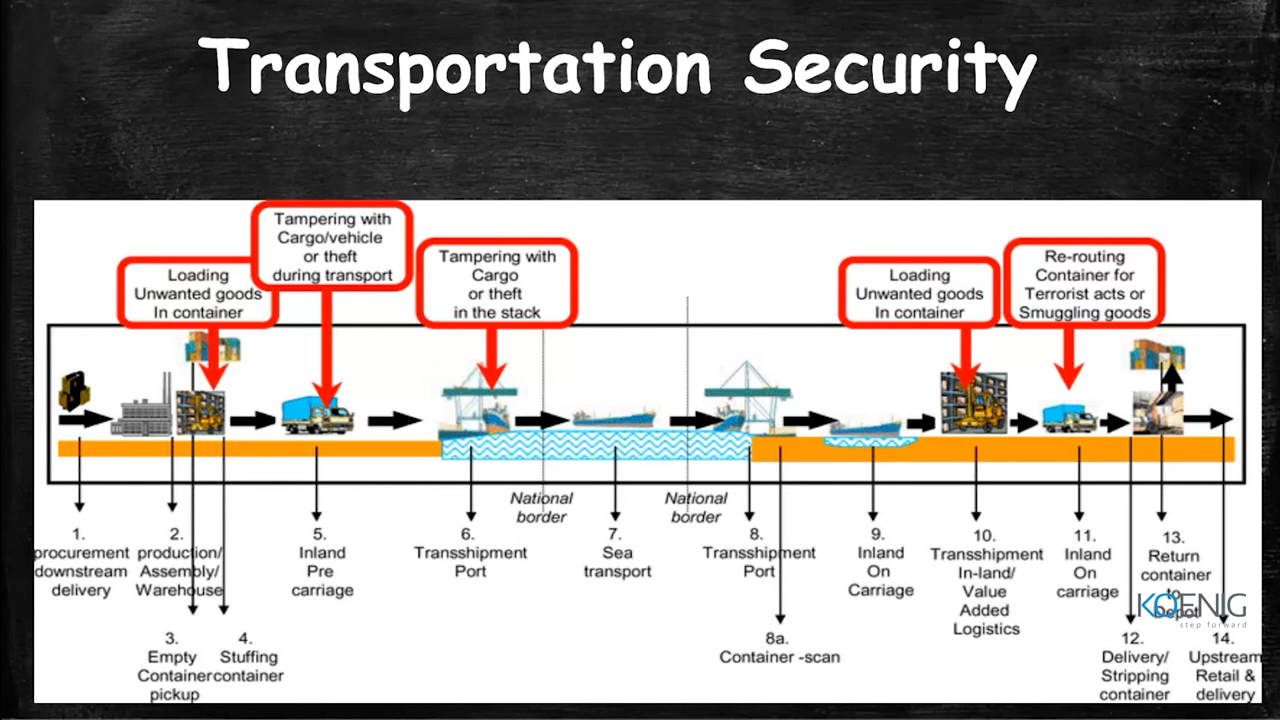 Transportation Security
Tampering with
Cargo/vehicle
or theft
during transport
Loading
Unwanted goods
In container
Tampering with
Cargo
or theft
in the stack
Loading
Unwanted goods
In container
Re-routing
Container for
Terrorist acts or
Smuggling goods
National
border
National
border
1.
procurement
downstream
delivery
2.
production/
Assembly/
Warehouse
3.
Empty
Container
pickup
4.
Stuffing
container
5.
Inland
Pre
carriage
6.
Transshipment
Port
7.
Sea
transport
8.
Transshipment
Port
8a.
Container -scan
9.
Inland
On
Carriage
10.
Transshipment
In-land/
Value
Added
Logistics
11.
Inland
On
carriage
12.
Delivery/
Stripping
container
13.
Return
container
to
Depot
14.
Upstream
Retail &
delivery
KOENIG
step forward